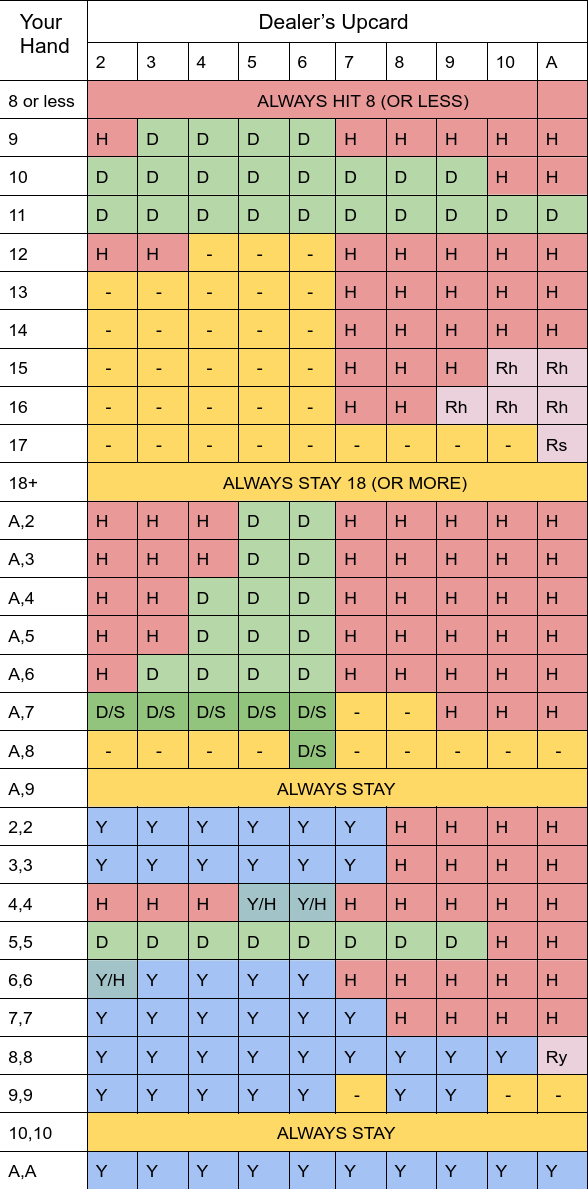 Your Hand Dealer's Upcard
2 3 4 5 6 7 8 9 10 A
8 or less ALWAYS HIT 8 (OR LESS)
9 H D D D D H H H H H
10 D D D D D D D D H H
11 D D D D D D D D D D
12 H H - - - H H H H H
13 - - - - - H H H H H
14 - - - - - H H H H H
15 - - - - - H H H Rh Rh
16 - - - - - H H Rh Rh Rh
17 - - - - - - - - - Rs
18+ ALWAYS STAY 18 (OR MORE)
A,2 H H H D D H H H H H
A,3 H H H D D H H H H H
A,4 H H D D D H H H H H
A,5 H H D D D H H H H H
A,6 H D D D D H H H H H
A,7 D/S D/S D/S D/S D/S - - H H H
A,8 - - - - D/S - - - - -
A,9 ALWAYS STAY
2,2 Y Y Y Y Y Y H H H H
3,3 Y Y Y Y Y Y H H H H
4,4 H H H Y/H Y/H H H H H H
5,5 D D D D D D D D H H
6,6 Y/H Y Y Y Y H H H H H
7,7 Y Y Y Y Y Y H H H H
8,8 Y Y Y Y Y Y Y Y Y Ry
9,9 Y Y Y Y Y - Y Y - -
10,10 ALWAYS STAY
A,A Y Y Y Y Y Y Y Y Y Y